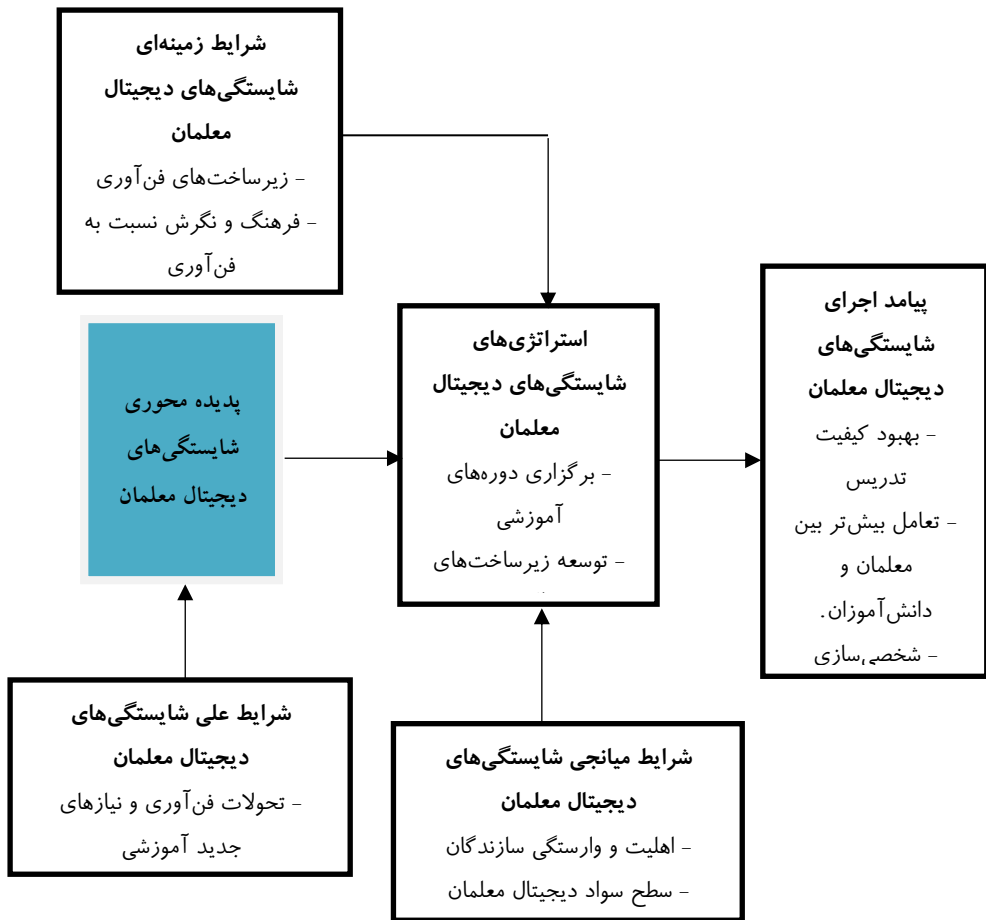 شرایط زمینه‌ای
شایستگی‌های دیجیتال
معلمان
- زیرساخت‌های فن‌آوری
- فرهنگ و نگرش نسبت به
فن‌آوری
پیامد اجرای
شایستگی‌های
دیجیتال معلمان
- بهبود کیفیت
تدریس
- تعامل بیش‌تر بین
معلمان و
دانش‌آموزان.
- شخصی‌سازی
استراتژی‌های
شایستگی‌های دیجیتال
معلمان
- برگزاری دوره‌های
آموزشی
- توسعه زیرساخت‌های
پدیده محوری
شایستگی‌های
دیجیتال معلمان
شرایط علی شایستگی‌های
دیجیتال معلمان
- تحولات فن‌آوری و نیازهای
جدید آموزشی
شرایط میانجی شایستگی‌های
دیجیتال معلمان
- اهلیت و وارستگی سازندگان
- سطح سواد دیجیتال معلمان